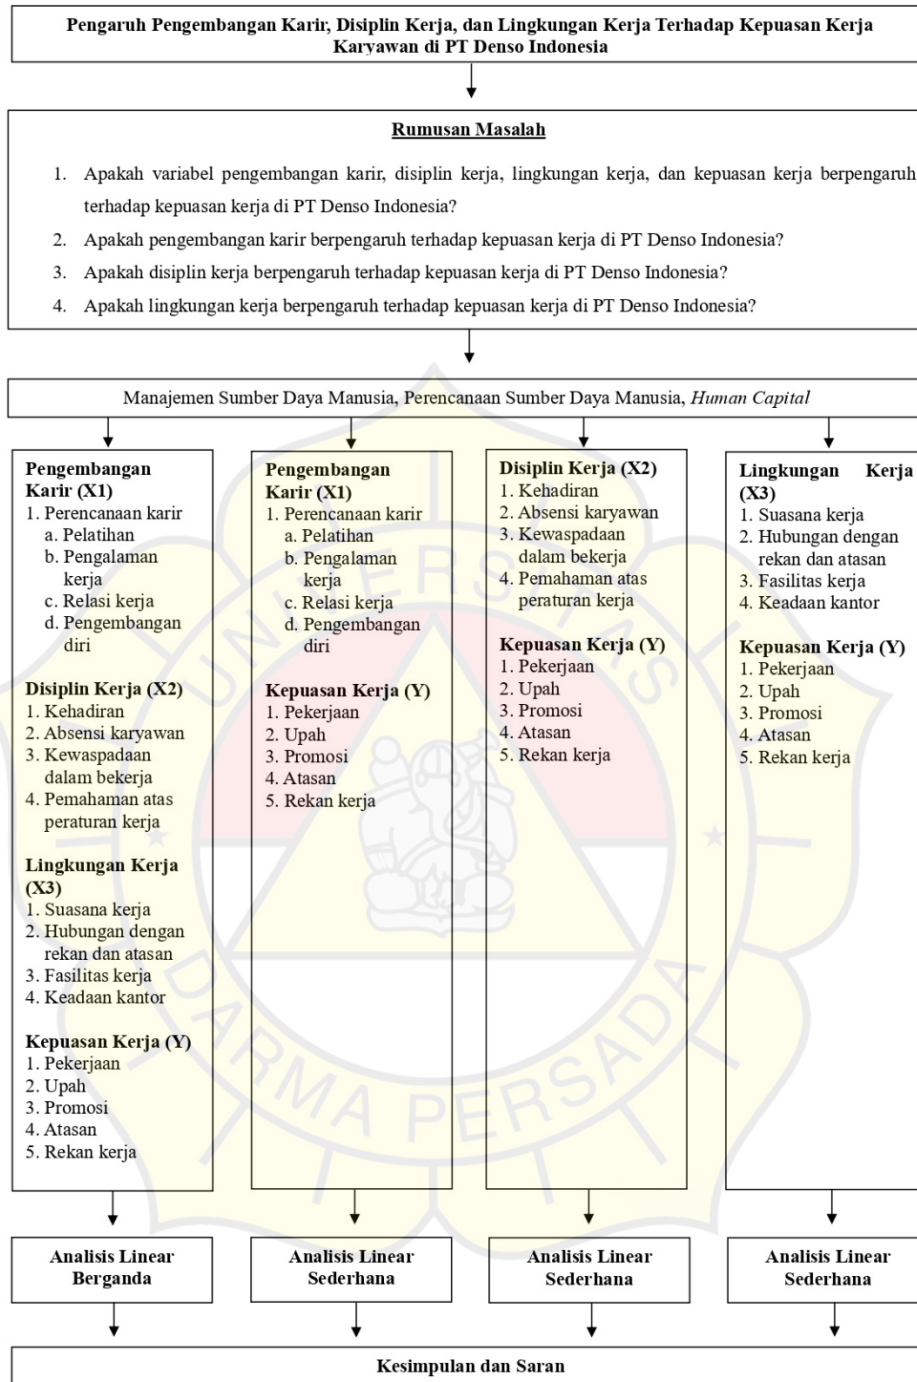 Pengaruh Pengembangan Karir, Disiplin Kerja, dan Lingkungan Kerja Terhadap Kepuasan Kerja
Karyawan di PT Denso Indonesia
Rumusan Masalah
1. Apakah variabel pengembangan karir, disiplin kerja, lingkungan kerja, dan kepuasan kerja berpengaruh
terhadap kepuasan kerja di PT Denso Indonesia?
2. Apakah pengembangan karir berpengaruh terhadap kepuasan kerja di PT Denso Indonesia?
3. Apakah disiplin kerja berpengaruh terhadap kepuasan kerja di PT Denso Indonesia?
4. Apakah lingkungan kerja berpengaruh terhadap kepuasan kerja di PT Denso Indonesia?
Manajemen Sumber Daya Manusia, Perencanaan Sumber Daya Manusia, Human Capital
Pengembangan
Karir (X1)
1. Perencanaan karir
a. Pelatihan
b. Pengalaman
kerja
c. Relasi kerja
d. Pengembangan
diri
Disiplin Kerja (X2)
1. Kehadiran
2. Absensi karyawan
3. Kewaspadaan
dalam bekerja
4. Pemahaman atas
peraturan kerja
Lingkungan Kerja
(X3)
1. Suasana kerja
2. Hubungan dengan
rekan dan atasan
3. Fasilitas kerja
4. Keadaan kantor
Kepuasan Kerja (Y)
1. Pekerjaan
2. Upah
3. Promosi
4. Atasan
5. Rekan kerja
Pengembangan
Karir (X1)
1. Perencanaan karir
a. Pelatihan
b. Pengalaman
kerja
c. Relasi kerja
d. Pengembangan
diri
Kepuasan Kerja (Y)
1. Pekerjaan
2. Upah
3. Promosi
4. Atasan
5. Rekan kerja
Disiplin Kerja (X2)
1. Kehadiran
2. Absensi karyawan
3. Kewaspadaan
dalam bekerja
4. Pemahaman atas
peraturan kerja
Kepuasan Kerja (Y)
1. Pekerjaan
2. Upah
3. Promosi
4. Atasan
5. Rekan kerja
Lingkungan Kerja
(X3)
1. Suasana kerja
2. Hubungan dengan
rekan dan atasan
3. Fasilitas kerja
4. Keadaan kantor
Kepuasan Kerja (Y)
1. Pekerjaan
2. Upah
3. Promosi
4. Atasan
5. Rekan kerja
UNIVERSITAS
DARMA PERSADA
Analisis Linear
Berganda
Analisis Linear
Sederhana
Analisis Linear
Sederhana
Analisis Linear
Sederhana
Kesimpulan dan Saran